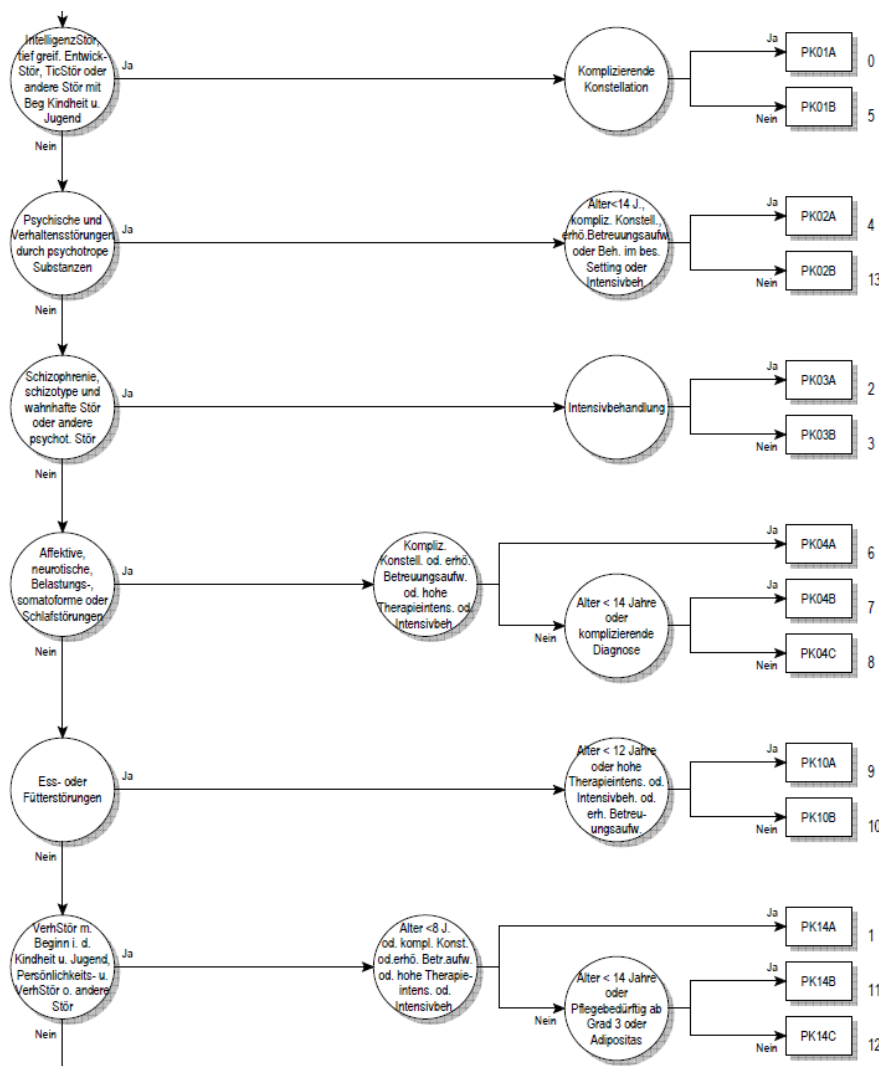 IntelligenzStör,
tief greif. Entwick-
Stör, TicStör oder
andere Stör mit
Beg Kindheit u.
Jugend
Ja
Nein
Komplizierende
Konstellation
Ja
PK01A
0
Nein
PK01B
5
Psychische und
Verhaltensstörungen
durch psychotrope
Substanzen
Ja
Nein
Alter<14 J.,
kompliz. Konstell.,
erhö.Betreuungsaufw.
oder Beh. im bes.
Setting oder
Intensivbeh.
Ja
PK02A
4
Nein
PK02B
13
Schizophrenie,
schizotype und
wahnhafte Stör
oder andere
psychot. Stör
Ja
Nein
Intensivbehandlung
Ja
PK03A
2
Nein
PK03B
3
Affektive,
neurotische,
Belastungs-,
somatoforme oder
Schlafstörungen
Ja
Nein
Kompliz.
Konstell. od. erhö.
Betreuungsaufw.
od. hohe
Therapieintens. od.
Intensivbeh.
Ja
PK04A
6
Nein
Alter < 14 Jahre
oder
komplizierende
Diagnose
Ja
PK04B
7
Nein
PK04C
8
Ess- oder
Fütterstörungen
Ja
Nein
Alter < 12 Jahre
oder hohe
Therapieintens. od.
Intensivbeh. od.
erh. Betreu-
ungsaufw.
Ja
PK10A
9
Nein
PK10B
10
VerhStör m.
Beginn i. d.
Kindheit u. Jugend,
Persönlichkeits- u.
VerhStör o. andere
Stör
Ja
Nein
Alter <8 J.
od. kompl. Konst.
od.erhö. Betr.aufw.
od. hohe Therapie-
intens. od.
Intensivbeh.
Ja
PK14A
1
Nein
Alter < 14 Jahre
oder
Pflegebedürftig ab
Grad 3 oder
Adipositas
Ja
PK14B
11
Nein
PK14C
12